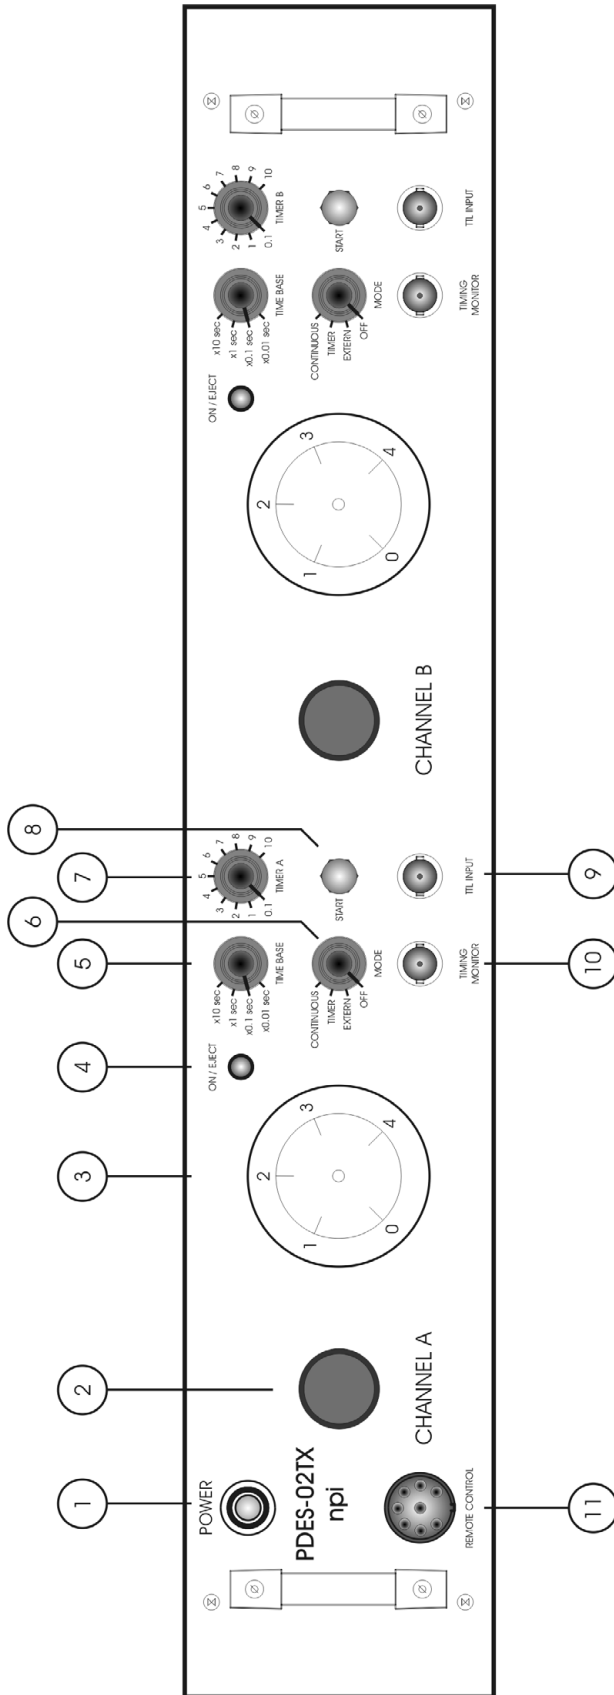 1
2
3
4
5
6
7
8
POWER
PDES-02TX
npi
REMOTE CONTROL
CHANNEL A
0
1
2
3
4
ON / EJECT
x10 sec
x1 sec
x0.1 sec
x0.01 sec
TIME BASE
CONTINUOUS
TIMER
EXTERN
OFF
MODE
TIMING
MONITOR
0.1
1
2
3
4
5
6
7
8
9
10
TIMER A
START
TTL INPUT
CHANNEL B
0
1
2
3
4
ON / EJECT
x10 sec
x1 sec
x0.1 sec
x0.01 sec
TIME BASE
CONTINUOUS
TIMER
EXTERN
OFF
MODE
TIMING
MONITOR
0.1
1
2
3
4
5
6
7
8
9
10
TIMER B
START
TTL INPUT
11
10
9